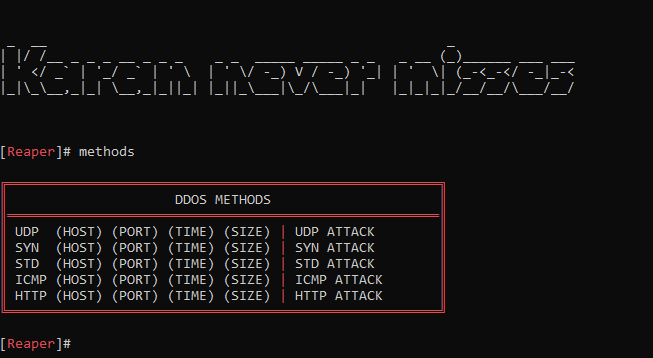 Karan never misses
[Reaper]# methods
DDOS METHODS
UDP (HOST) (PORT) (TIME) (SIZE) | UDP ATTACK
SYN (HOST) (PORT) (TIME) (SIZE) | SYN ATTACK
STD (HOST) (PORT) (TIME) (SIZE) | STD ATTACK
ICMP (HOST) (PORT) (TIME) (SIZE) | ICMP ATTACK
HTTP (HOST) (PORT) (TIME) (SIZE) | HTTP ATTACK
[Reaper]#